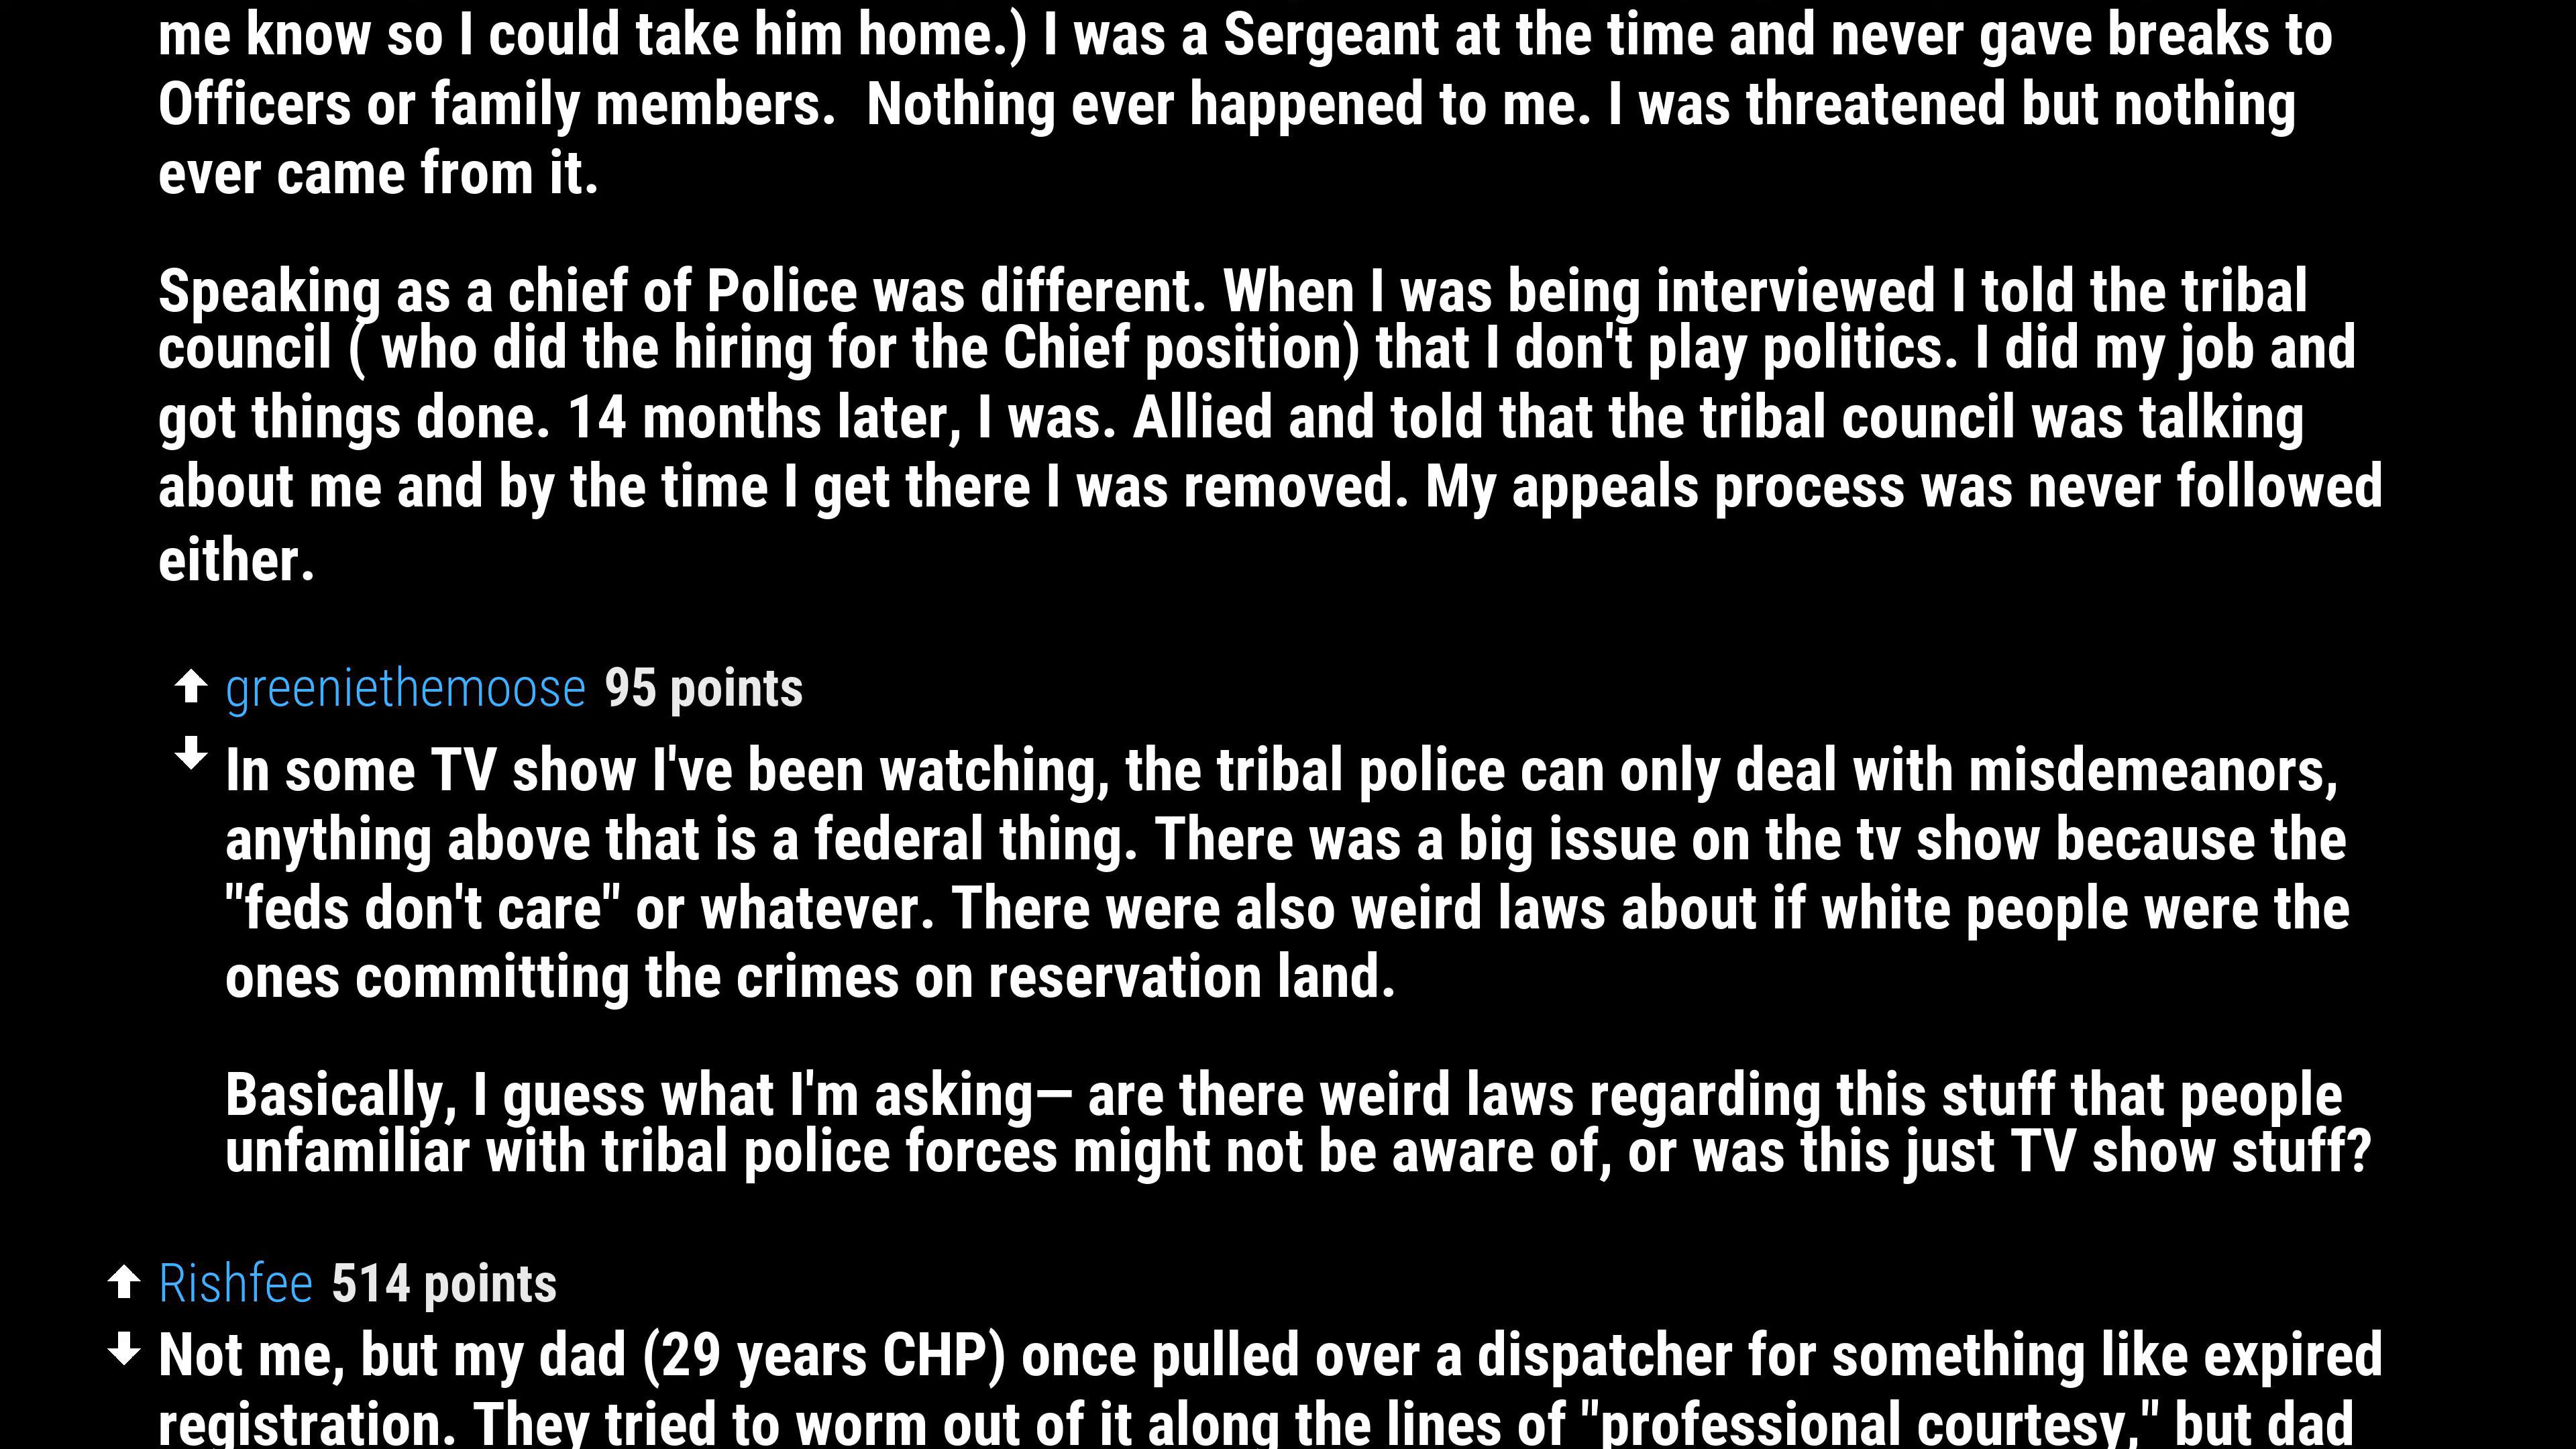 me know so I could take him home.) I was a Sergeant at the time and never gave breaks to
Officers or family members.  Nothing ever happened to me. I was threatened but nothing
ever came from it.
Speaking as a chief of Police was different. When I was being interviewed I told the tribal
council ( who did the hiring for the Chief position) that I don't play politics. I did my job and
got things done. 14 months later, I was. Allied and told that the tribal council was talking
about me and by the time I get there I was removed. My appeals process was never followed
either.
greeniethemoose 95 points
In some TV show I've been watching, the tribal police can only deal with misdemeanors,
anything above that is a federal thing. There was a big issue on the tv show because the
"feds don't care" or whatever. There were also weird laws about if white people were the
ones committing the crimes on reservation land.
Basically, I guess what I'm asking— are there weird laws regarding this stuff that people
unfamiliar with tribal police forces might not be aware of, or was this just TV show stuff?
Rishfee 514 points
Not me, but my dad (29 years CHP) once pulled over a dispatcher for something like expired
registration. They tried to worm out of it along the lines of "professional courtesy," but dad